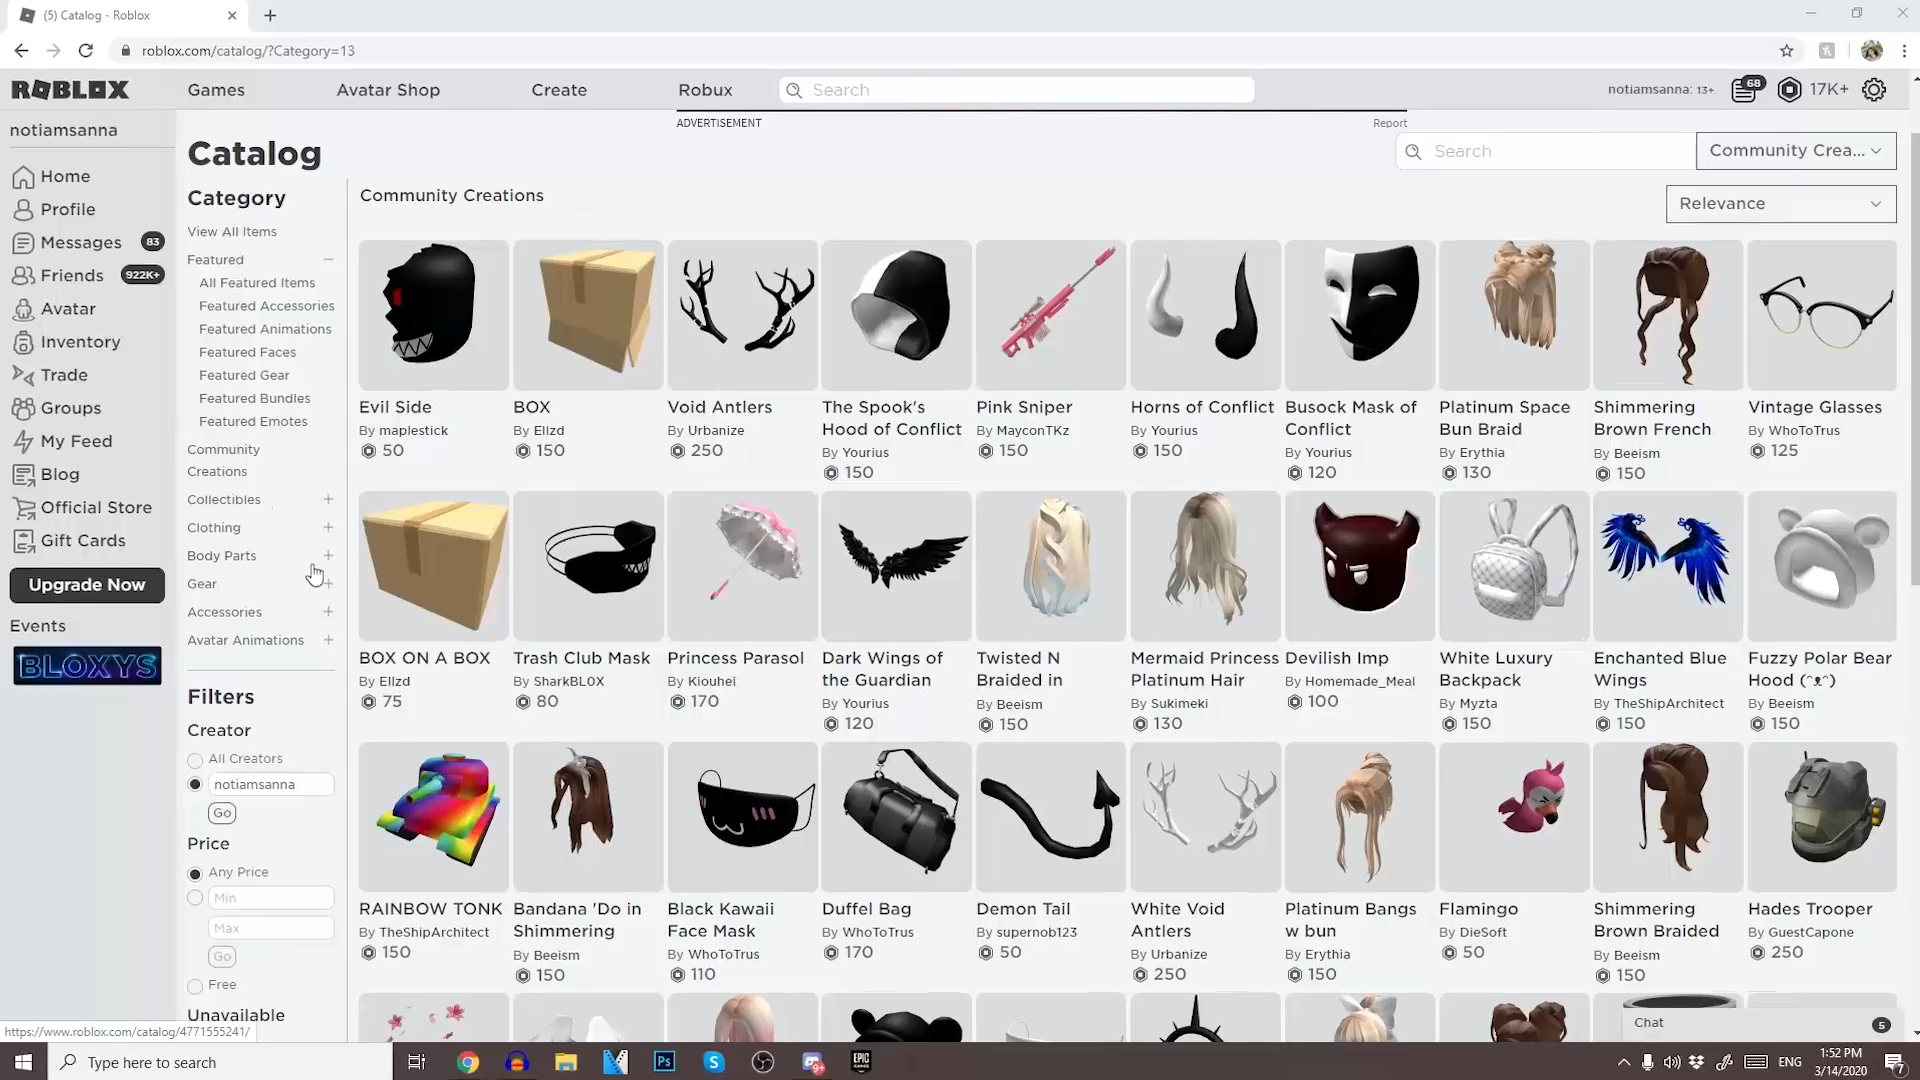 (5) Catalog - Roblox
roblox.com/catalog/?Category=13
ROBLOX
Games
Avatar Shop
Create
Robux
Search
notiamsanna: 13+
68
17K+
ADVERTISEMENT
Report
notiamsanna
Home
Profile
Messages 83
Friends 922K+
Avatar
Inventory
Trade
Groups
My Feed
Blog
Official Store
Gift Cards
Upgrade Now
Events
BLOXYS
Catalog
Search
Community Crea...
Category
View All Items
Featured
All Featured Items
Featured Accessories
Featured Animations
Featured Faces
Featured Gear
Featured Bundles
Featured Emotes
Community
Creations
Collectibles +
Clothing +
Body Parts +
Gear +
Accessories +
Avatar Animations +
Filters
Creator
All Creators
notiamsanna
Go
Price
Any Price
Min
Max
Go
Free
Unavailable
Community Creations
Relevance
Evil Side
By maplestick
50
BOX
By Ellzd
150
Void Antlers
By Urbanize
250
The Spook's
Hood of Conflict
By Yourius
150
Pink Sniper
By MayconTKz
150
Horns of Conflict
By Yourius
150
Busock Mask of
Conflict
By Yourius
120
Platinum Space
Bun Braid
By Erythia
130
Shimmering
Brown French
By Beeism
150
Vintage Glasses
By WhoToTrus
125
BOX ON A BOX
By Ellzd
75
Trash Club Mask
By SharkBL0X
80
Princess Parasol
By Kiouhei
170
Dark Wings of
the Guardian
By Yourius
120
Twisted N
Braided in
By Beeism
150
Mermaid Princess
Platinum Hair
By Sukimeki
130
Devilish Imp
By Homemade_Meal
100
White Luxury
Backpack
By Myzta
150
Enchanted Blue
Wings
By TheShipArchitect
150
Fuzzy Polar Bear
Hood (ᵔᴥᵔ)
By Beeism
150
RAINBOW TONK
By TheShipArchitect
150
Bandana 'Do in
Shimmering
By Beeism
150
Black Kawaii
Face Mask
By WhoToTrus
110
Duffel Bag
By WhoToTrus
170
Demon Tail
By supernob123
50
White Void
Antlers
By Urbanize
250
Platinum Bangs
w bun
By Erythia
150
Flamingo
By DieSoft
50
Shimmering
Brown Braided
By Beeism
150
Hades Trooper
By GuestCapone
250
Chat 5
https://www.roblox.com/catalog/4771555241/
Type here to search
Ps
S
9+
EPIC
GAMES
ENG
1:52 PM
3/14/2020
7